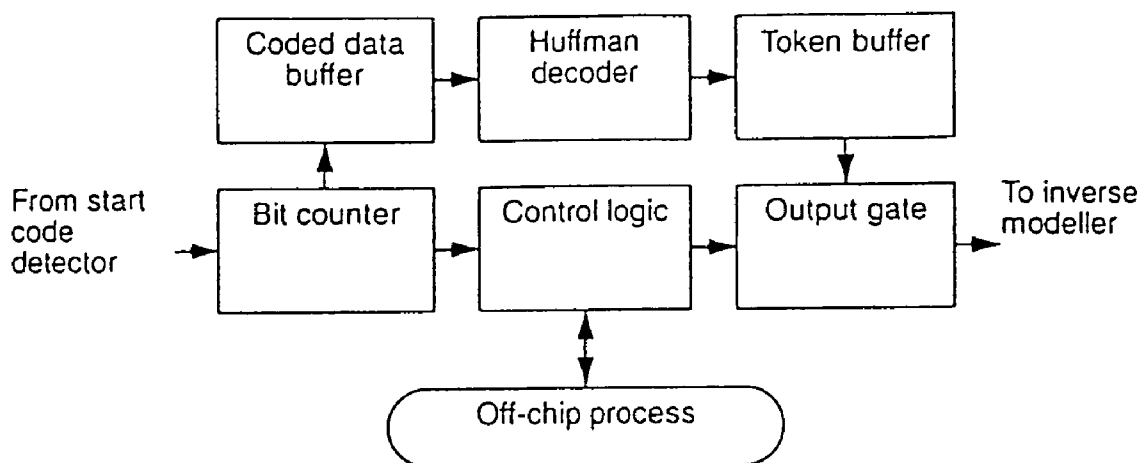 Coded data
buffer
Huffman
decoder
Token buffer
From start
code
detector
Bit counter
Control logic
Output gate
To inverse
modeller
Off-chip process